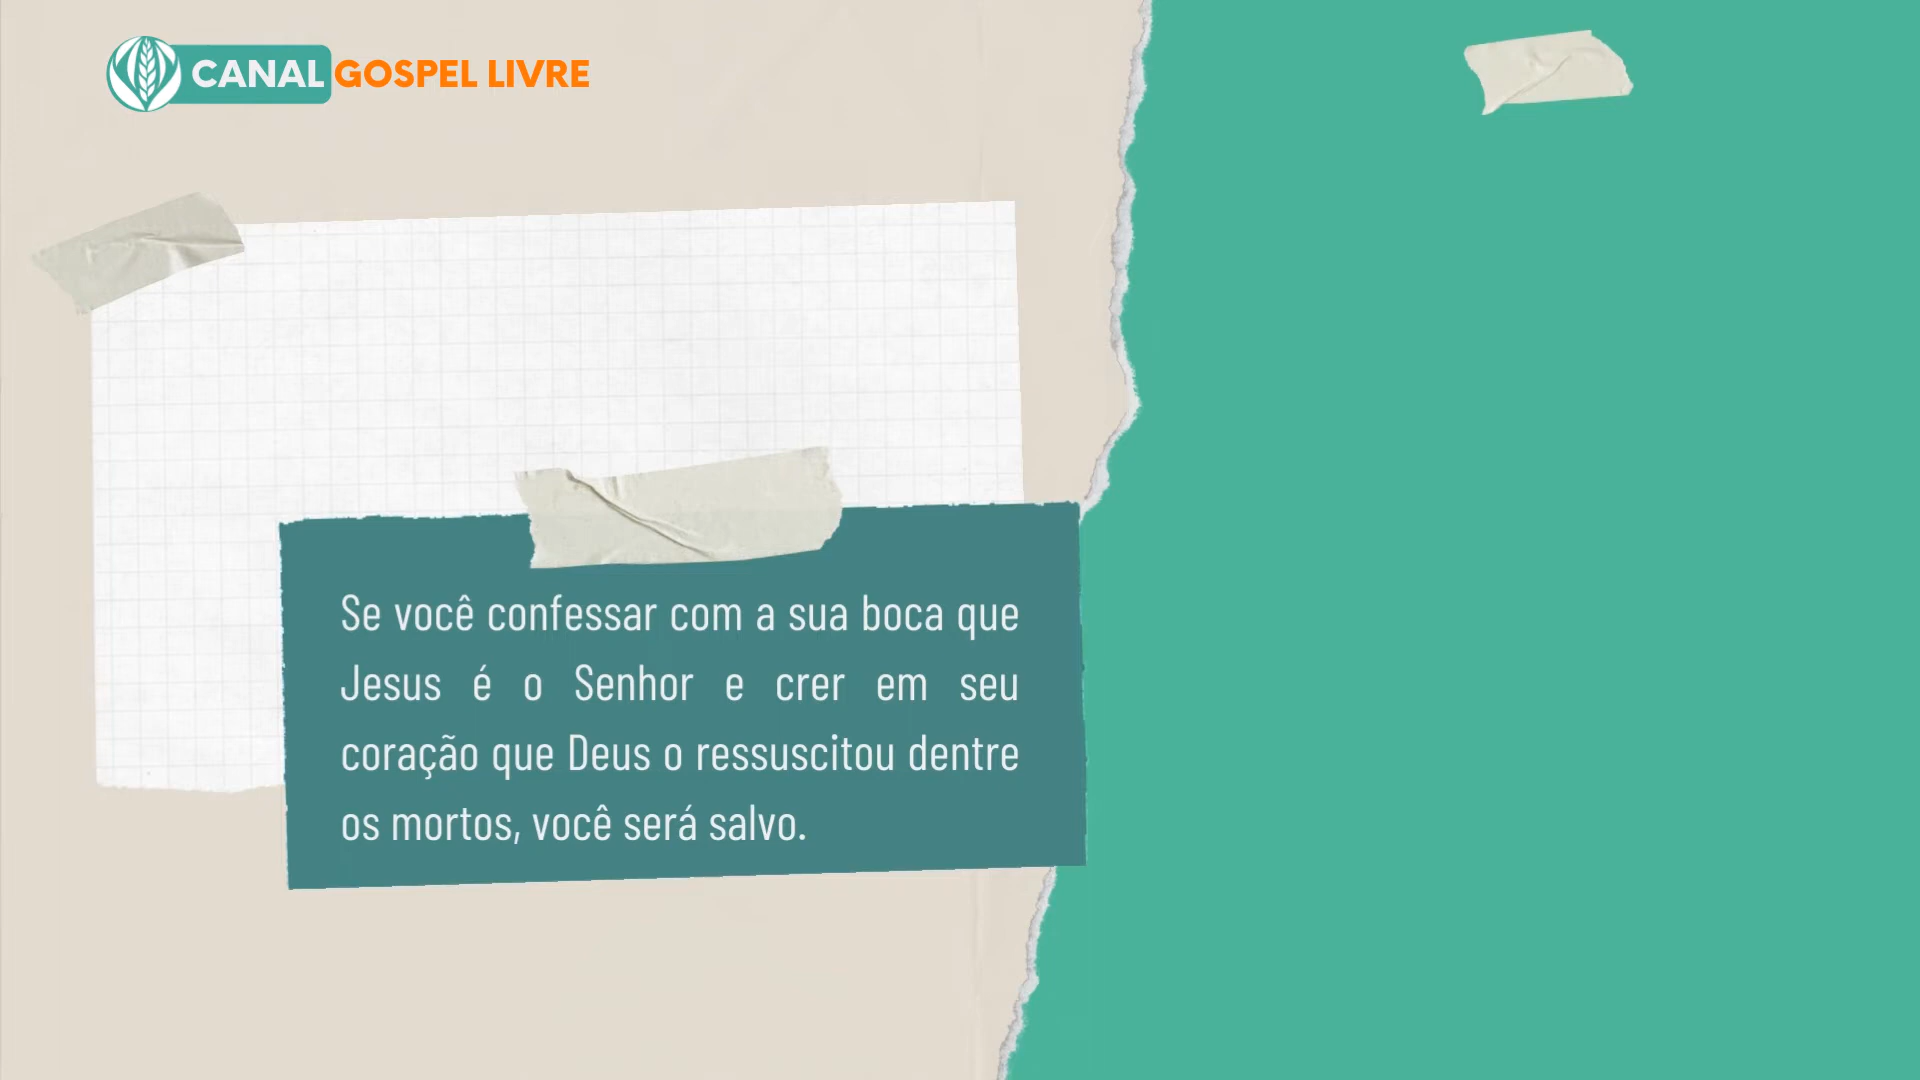 CANAL GOSPEL LIVRE
Se você confessar com a sua boca que
Jesus é o Senhor e crer em seu
coração que Deus o ressuscitou dentre
os mortos, você será salvo.